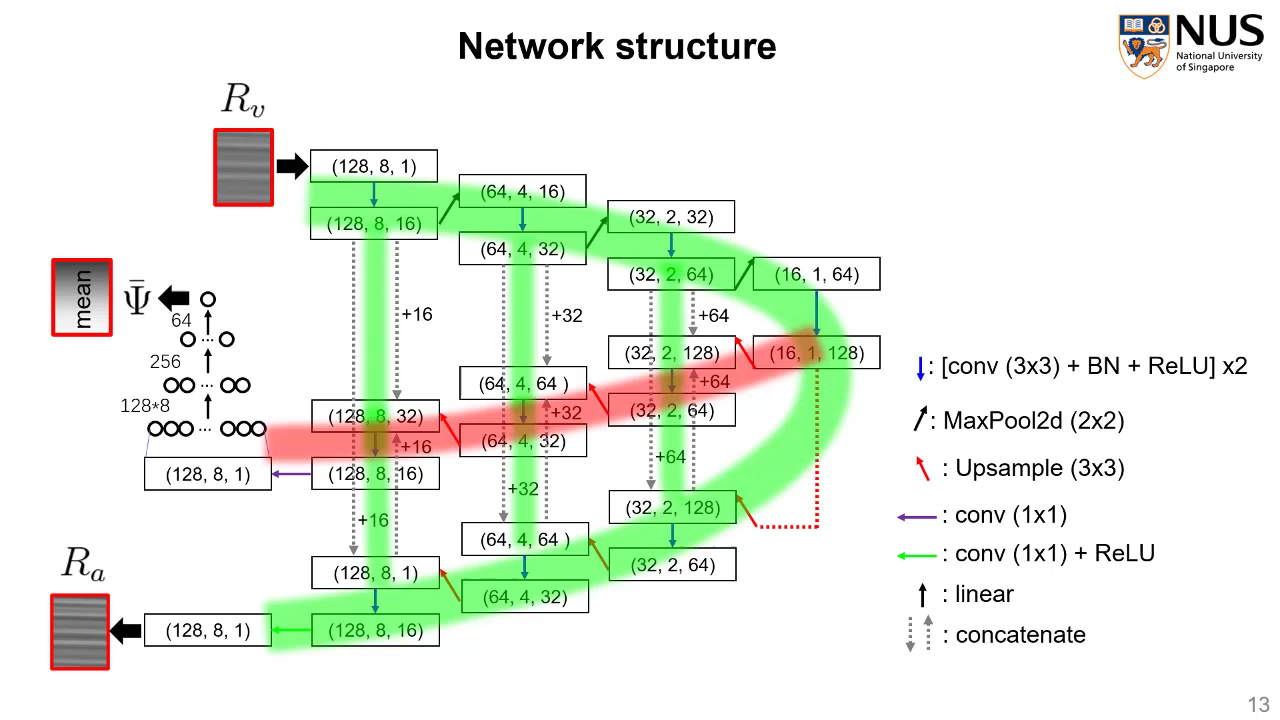 Network structure
NUS
National University
of Singapore
R_v
(128, 8, 1)
(64, 4, 16)
(128, 8, 16)
(32, 2, 32)
(64, 4, 32)
(32, 2, 64)
(16, 1, 64)
mean
Ψ̄
64
+16
+32
+64
256
(32, 2, 128)
(16, 1, 128)
+64
(64, 4, 64 )
128*8
(128, 8, 32)
+32
(32, 2, 64)
+16
(64, 4, 32)
(128, 8, 1)
(128, 8, 16)
+64
+32
(32, 2, 128)
+16
(64, 4, 64 )
(32, 2, 64)
(128, 8, 1)
R_a
(64, 4, 32)
(128, 8, 1)
(128, 8, 16)
: [conv (3x3) + BN + ReLU] x2
: MaxPool2d (2x2)
: Upsample (3x3)
: conv (1x1)
: conv (1x1) + ReLU
: linear
: concatenate
13